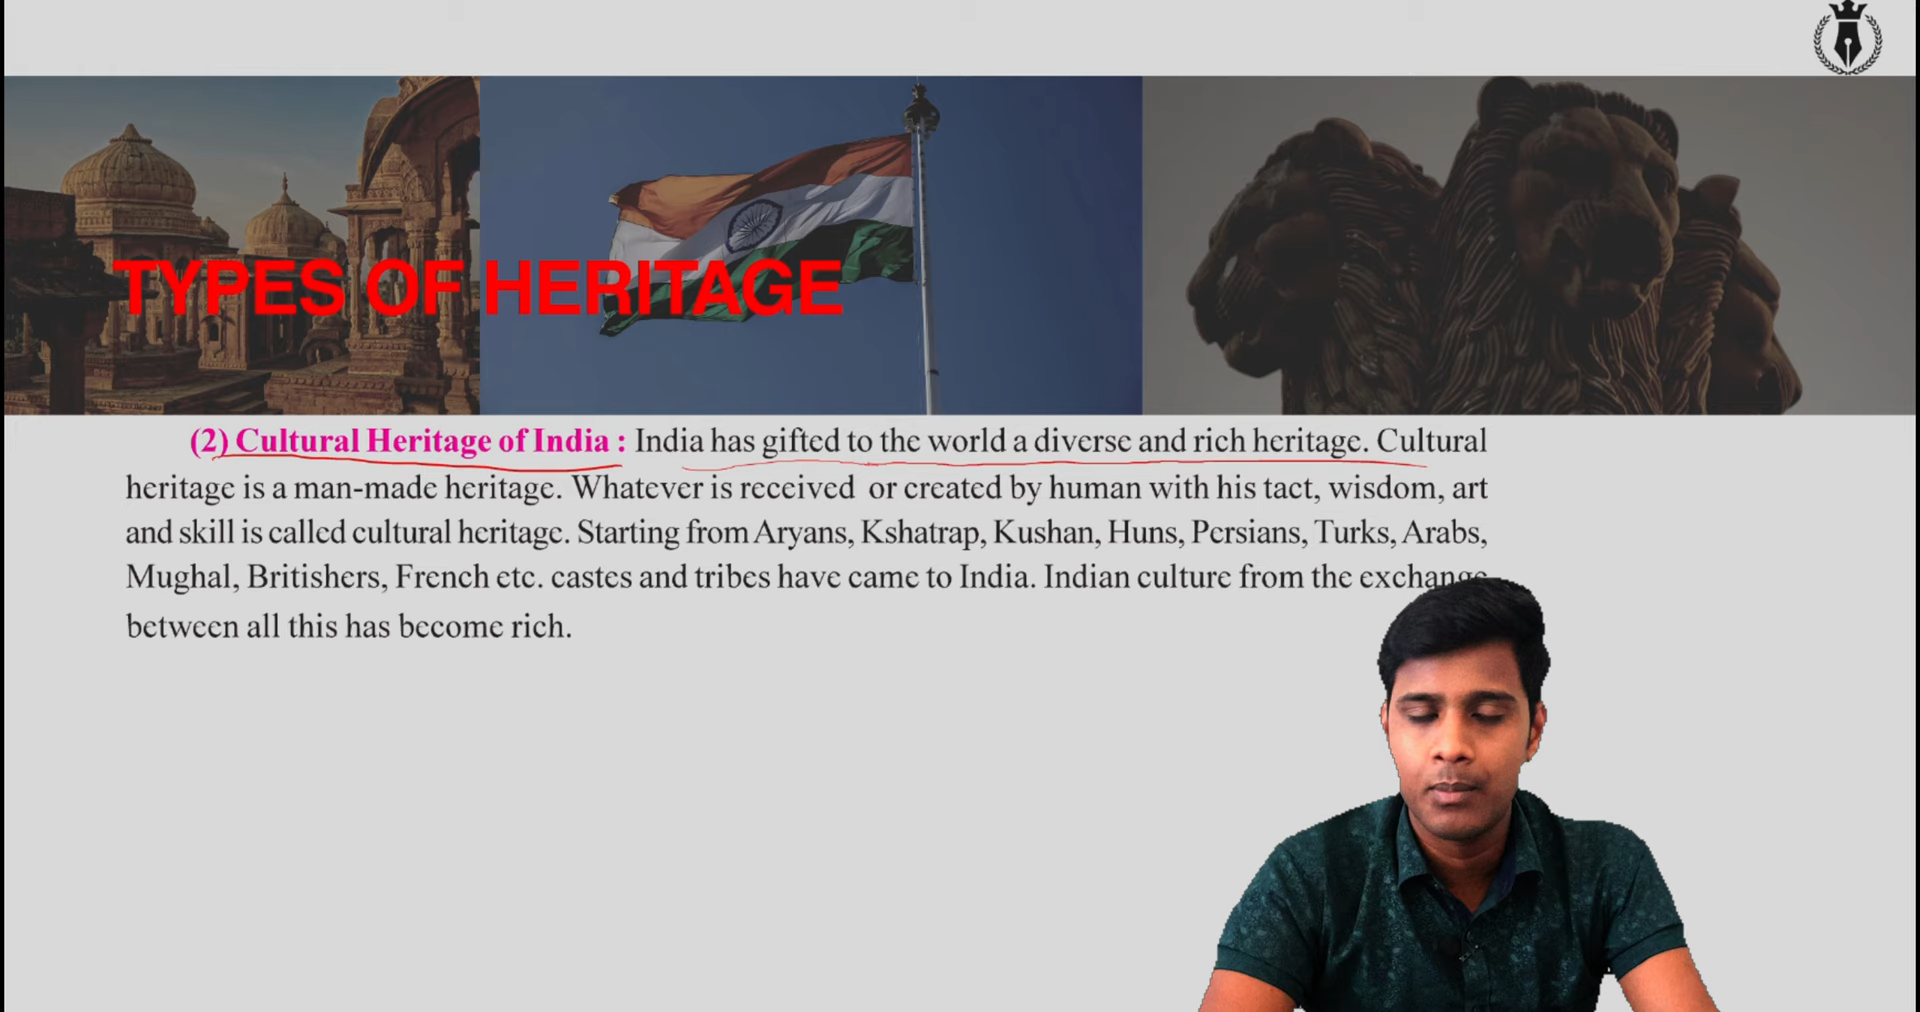 TYPES OF HERITAGE
(2) Cultural Heritage of India : India has gifted to the world a diverse and rich heritage. Cultural
heritage is a man-made heritage. Whatever is received or created by human with his tact, wisdom, art
and skill is called cultural heritage. Starting from Aryans, Kshatrap, Kushan, Huns, Persians, Turks, Arabs,
Mughal, Britishers, French etc. castes and tribes have came to India. Indian culture from the exchange
between all this has become rich.